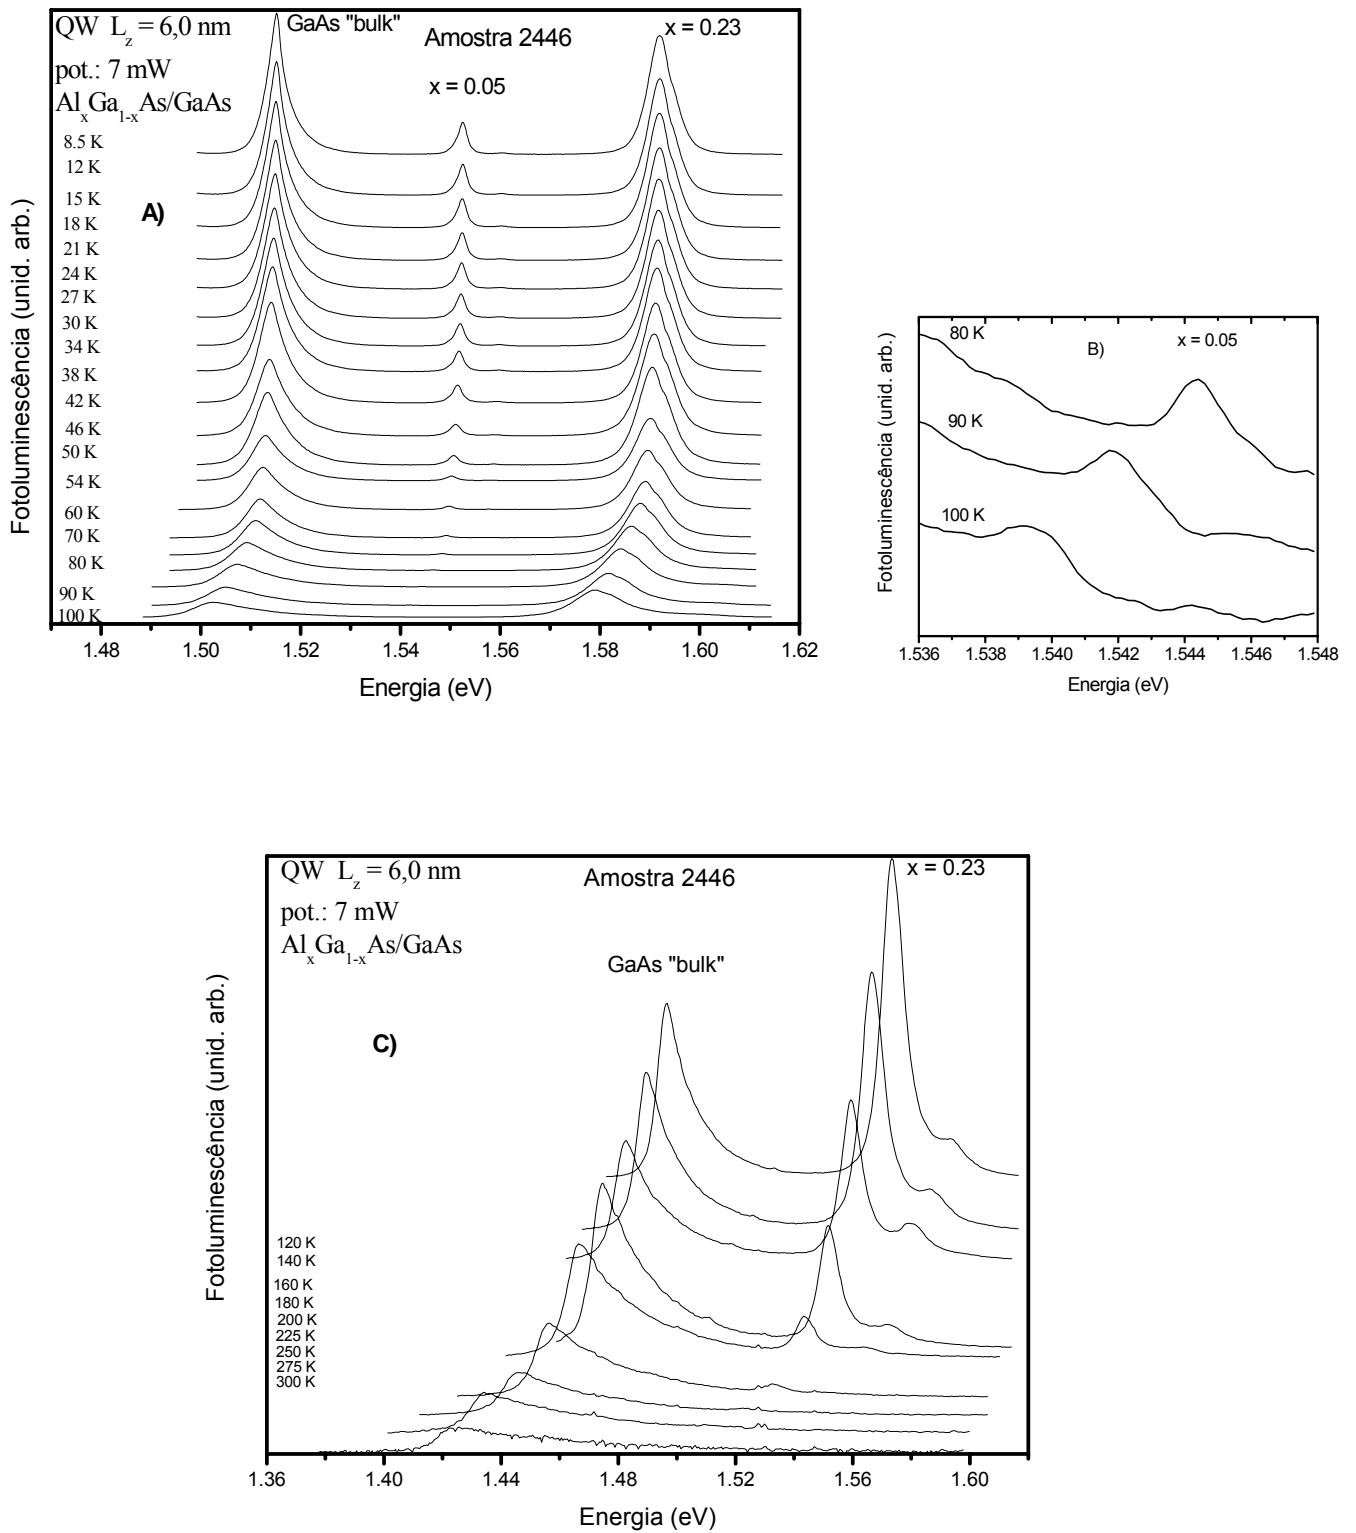 QW L_z = 6,0 nm
GaAs "bulk"
Amostra 2446
x = 0.23
pot.: 7 mW
x = 0.05
Al_xGa_{1-x}As/GaAs
A)
8.5 K
12 K
15 K
18 K
21 K
24 K
27 K
30 K
34 K
38 K
42 K
46 K
50 K
54 K
60 K
70 K
80 K
90 K
100 K
Fotoluminescência (unid. arb.)
1.48 1.50 1.52 1.54 1.56 1.58 1.60 1.62
Energia (eV)
80 K
B)
x = 0.05
90 K
100 K
Fotoluminescência (unid. arb.)
1.536 1.538 1.540 1.542 1.544 1.546 1.548
Energia (eV)
QW L_z = 6,0 nm
Amostra 2446
x = 0.23
pot.: 7 mW
Al_xGa_{1-x}As/GaAs
GaAs "bulk"
C)
120 K
140 K
160 K
180 K
200 K
225 K
250 K
275 K
300 K
Fotoluminescência (unid. arb.)
1.36 1.40 1.44 1.48 1.52 1.56 1.60
Energia (eV)